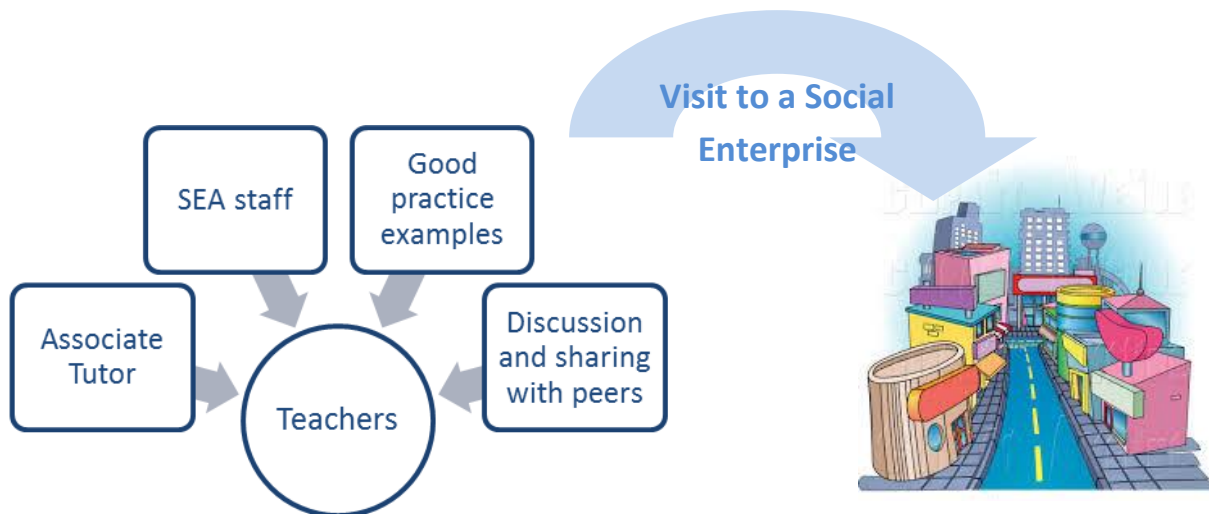 Visit to a Social
Enterprise
SEA staff
Good
practice
examples
Associate
Tutor
Discussion
and sharing
with peers
Teachers